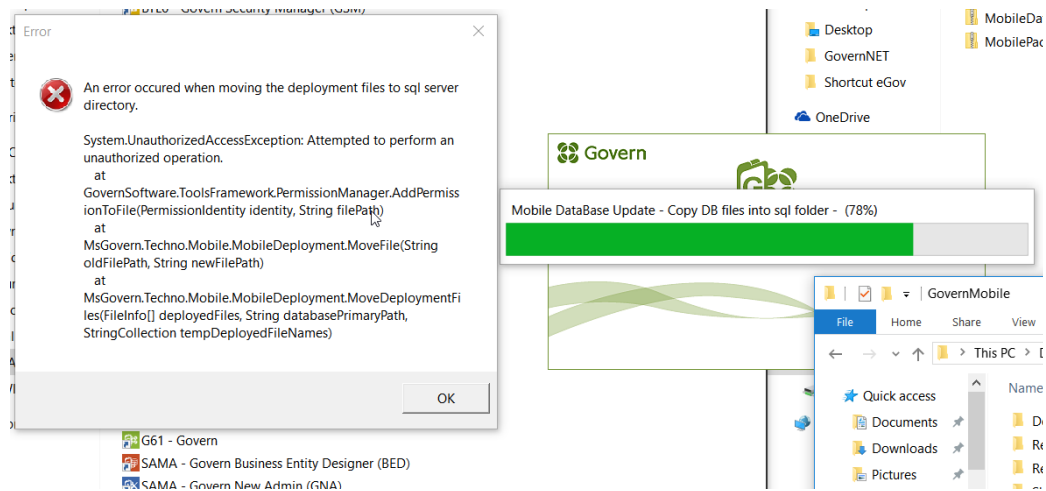 BYE0 - Govern Security Manager (GSM)
Error
An error occured when moving the deployment files to sql server
directory.
System.UnauthorizedAccessException: Attempted to perform an
unauthorized operation.
at
GovernSoftware.ToolsFramework.PermissionManager.AddPermiss
ionToFile(PermissionIdentity identity, String filePath)
at
MsGovern.Techno.Mobile.MobileDeployment.MoveFile(String
oldFilePath, String newFilePath)
at
MsGovern.Techno.Mobile.MobileDeployment.MoveDeploymentFi
les(FileInfo[] deployedFiles, String databasePrimaryPath,
StringCollection tempDeployedFileNames)
OK
G61 - Govern
SAMA - Govern Business Entity Designer (BED)
SAMA - Govern New Admin (GNA)
Desktop
GovernNET
Shortcut eGov
OneDrive
MobileDa
MobilePac
Govern
Mobile DataBase Update - Copy DB files into sql folder - (78%)
GovernMobile
File Home Share View
This PC
Quick access
Documents
Downloads
Pictures
Name